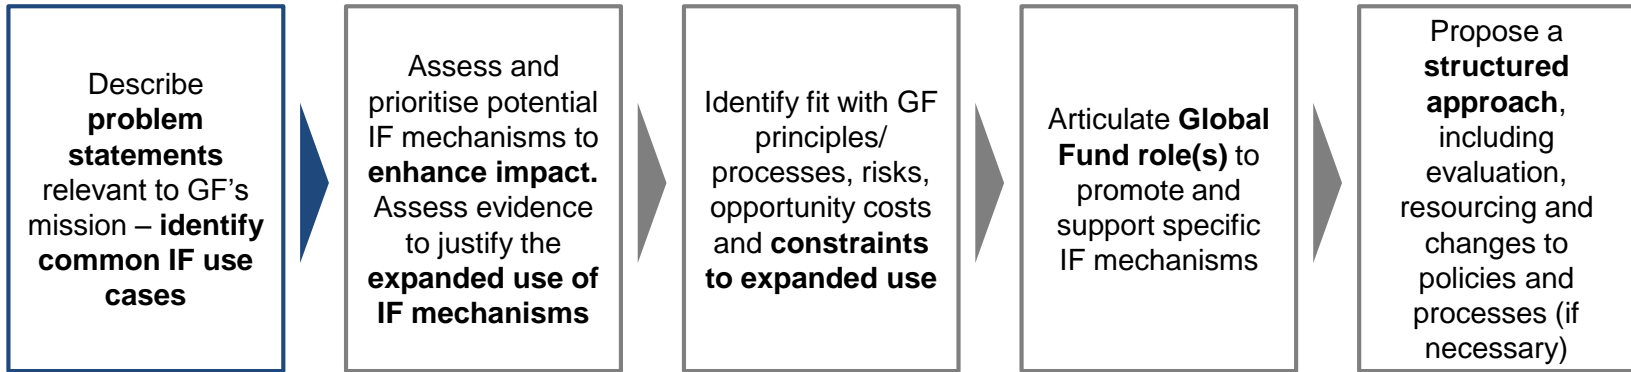 Describe
problem
statements
relevant to GF’s
mission – identify
common IF use
cases
Assess and
prioritise potential
IF mechanisms to
enhance impact.
Assess evidence
to justify the
expanded use of
IF mechanisms
Identify fit with GF
principles/
processes, risks,
opportunity costs
and constraints
to expanded use
Articulate Global
Fund role(s) to
promote and
support specific
IF mechanisms
Propose a
structured
approach,
including
evaluation,
resourcing and
changes to
policies and
processes (if
necessary)